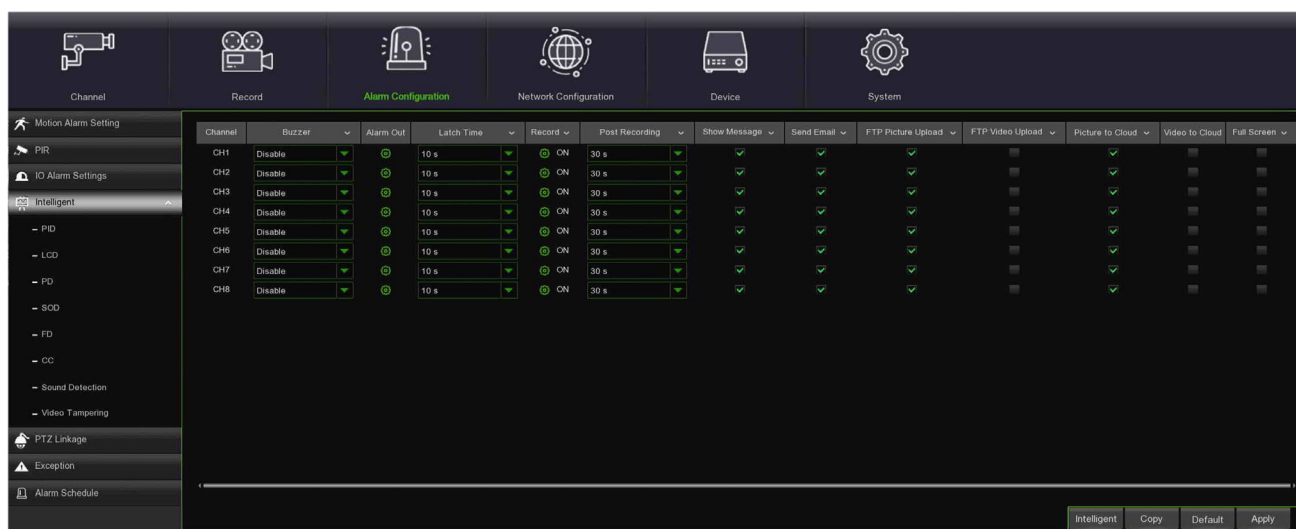 Channel Record Alarm Configuration Network Configuration Device System
Motion Alarm Setting
PIR
IO Alarm Settings
Intelligent
PID
LCD
PD
SOD
FD
CC
Sound Detection
Video Tampering
PTZ Linkage
Exception
Alarm Schedule
Channel Buzzer Alarm Out Latch Time Record Post Recording Show Message Send Email FTP Picture Upload FTP Video Upload Picture to Cloud Video to Cloud Full Screen
CH1 Disable 10 s ON 30 s
CH2 Disable 10 s ON 30 s
CH3 Disable 10 s ON 30 s
CH4 Disable 10 s ON 30 s
CH5 Disable 10 s ON 30 s
CH6 Disable 10 s ON 30 s
CH7 Disable 10 s ON 30 s
CH8 Disable 10 s ON 30 s
Intelligent Copy Default Apply